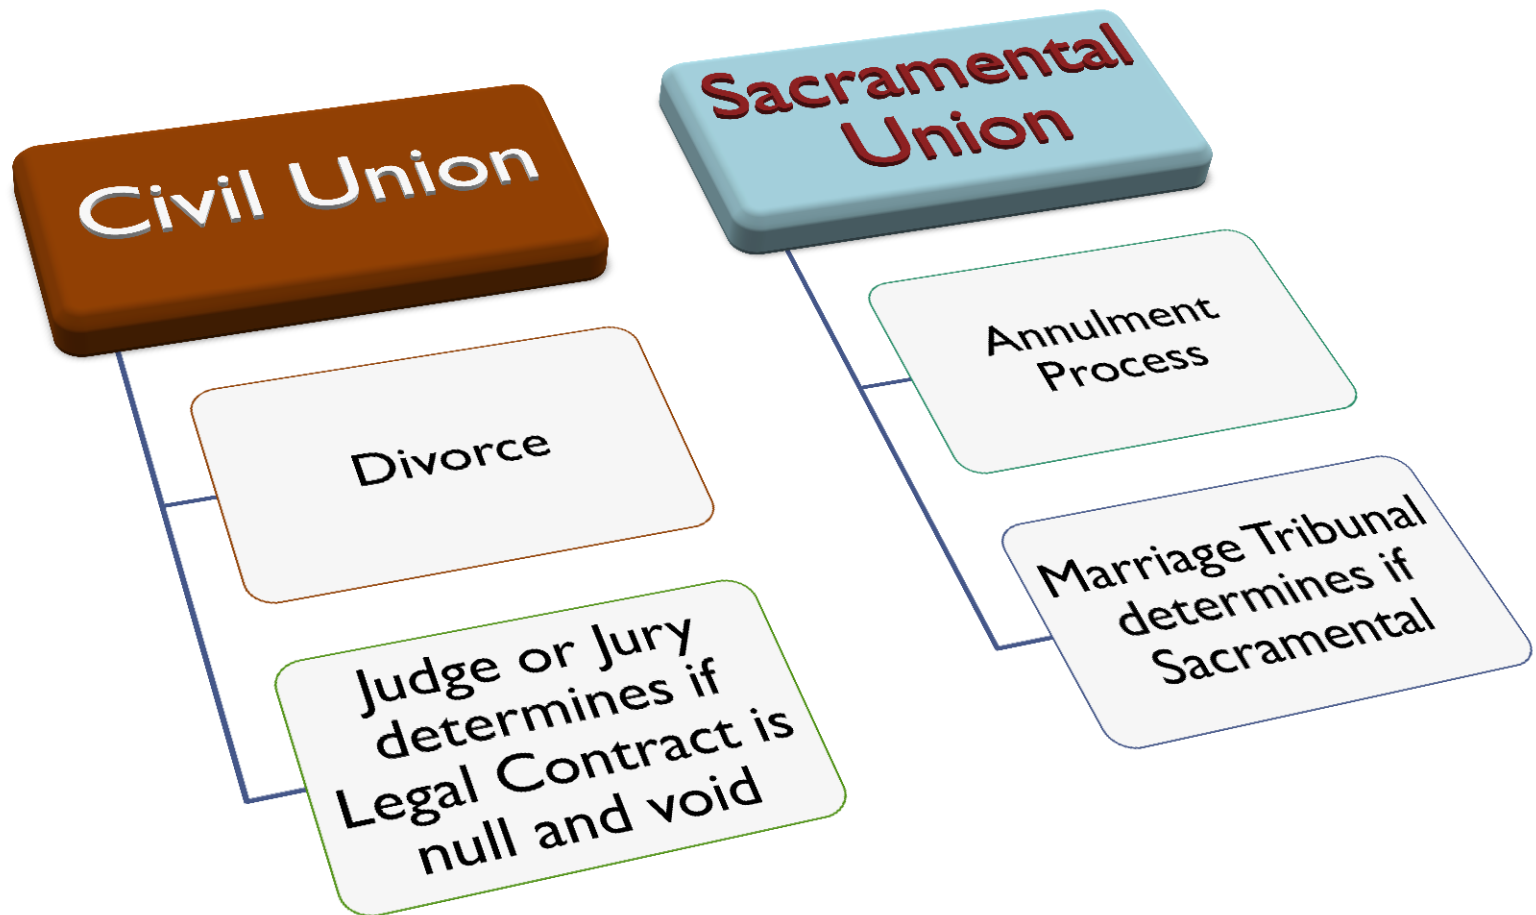 Civil Union
Divorce
Judge or Jury
determines if
Legal Contract is
null and void
Sacramental
Union
Annulment
Process
Marriage Tribunal
determines if
Sacramental